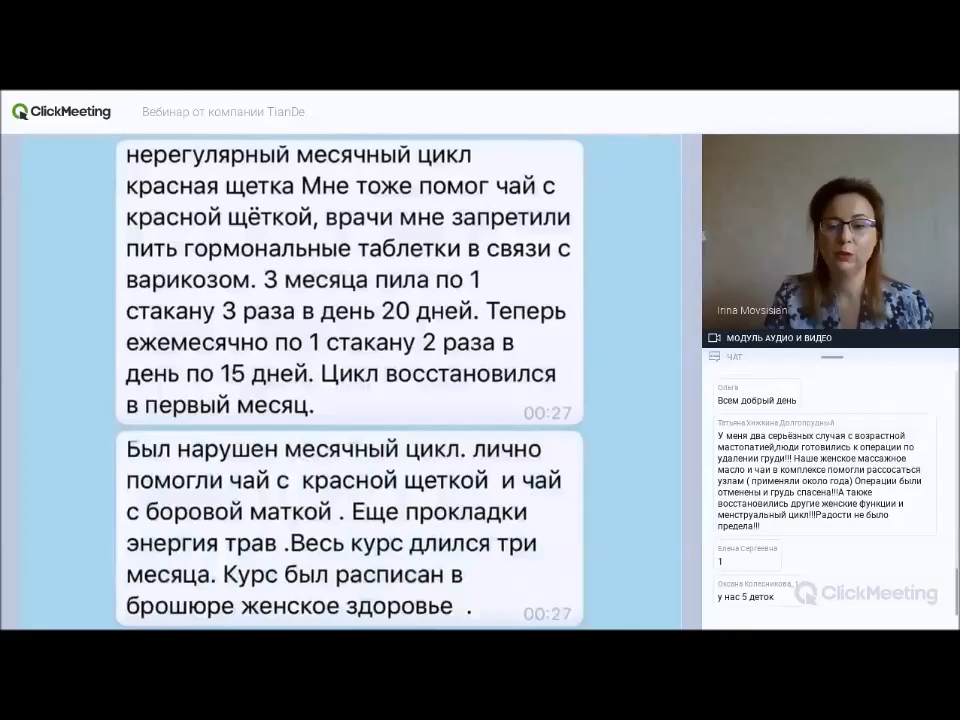 ClickMeeting
Вебинар от компании TianDe
нерегулярный месячный цикл
красная щетка Мне тоже помог чай с
красной щёткой, врачи мне запретили
пить гормональные таблетки в связи с
варикозом. 3 месяца пила по 1
стакану 3 раза в день 20 дней. Теперь
ежемесячно по 1 стакану 2 раза в
день по 15 дней. Цикл восстановился
в первый месяц.
00:27
Был нарушен месячный цикл. лично
помогли чай с красной щеткой и чай
с боровой маткой . Еще прокладки
энергия трав .Весь курс длился три
месяца. Курс был расписан в
брошюре женское здоровье .
00:27
Irina Movsisian
МОДУЛЬ АУДИО И ВИДЕО
ЧАТ
Ольга
Всем добрый день
Татьяна Хижкина Долгопрудный
У меня два серьёзных случая с возрастной
мастопатией,люди готовились к операции по
удалении груди!!! Наше женское массажное
масло и чаи в комплексе помогли рассосаться
узлам ( применяли около года) Операции были
отменены и грудь спасена!!!А также
восстановились другие женские функции и
менструальный цикл!!!Радости не было
предела!!!
Елена Сергеевна
1
Оксана Колесникова_1
у нас 5 деток
ClickMeeting